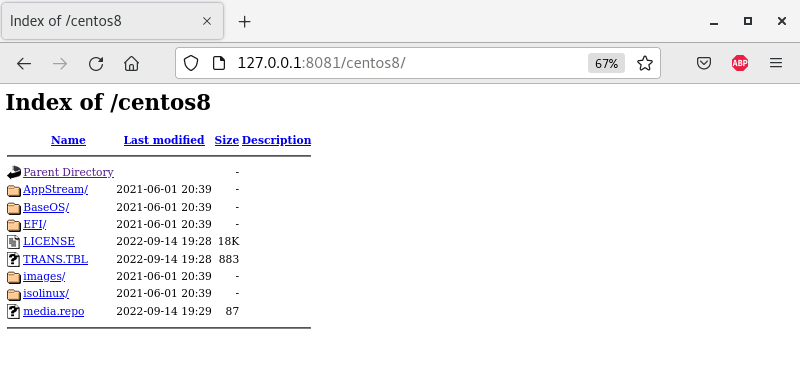 Index of /centos8
127.0.0.1:8081/centos8/ 67% ABP
Index of /centos8
Name Last modified Size Description
Parent Directory -
AppStream/ 2021-06-01 20:39 -
BaseOS/ 2021-06-01 20:39 -
EFI/ 2021-06-01 20:39 -
LICENSE 2022-09-14 19:28 18K
TRANS.TBL 2022-09-14 19:28 883
images/ 2021-06-01 20:39 -
isolinux/ 2021-06-01 20:39 -
media.repo 2022-09-14 19:29 87